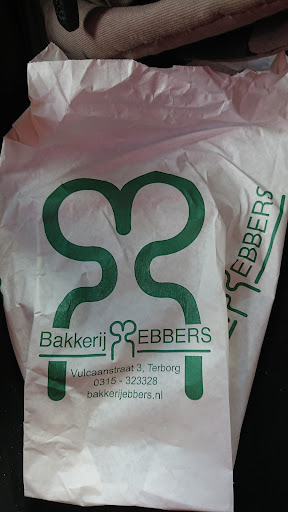 Bakkerij EBBERS
Vulcaanstraat 3, Terborg
0315 - 323328
bakkerijebbers.nl
EBBERS